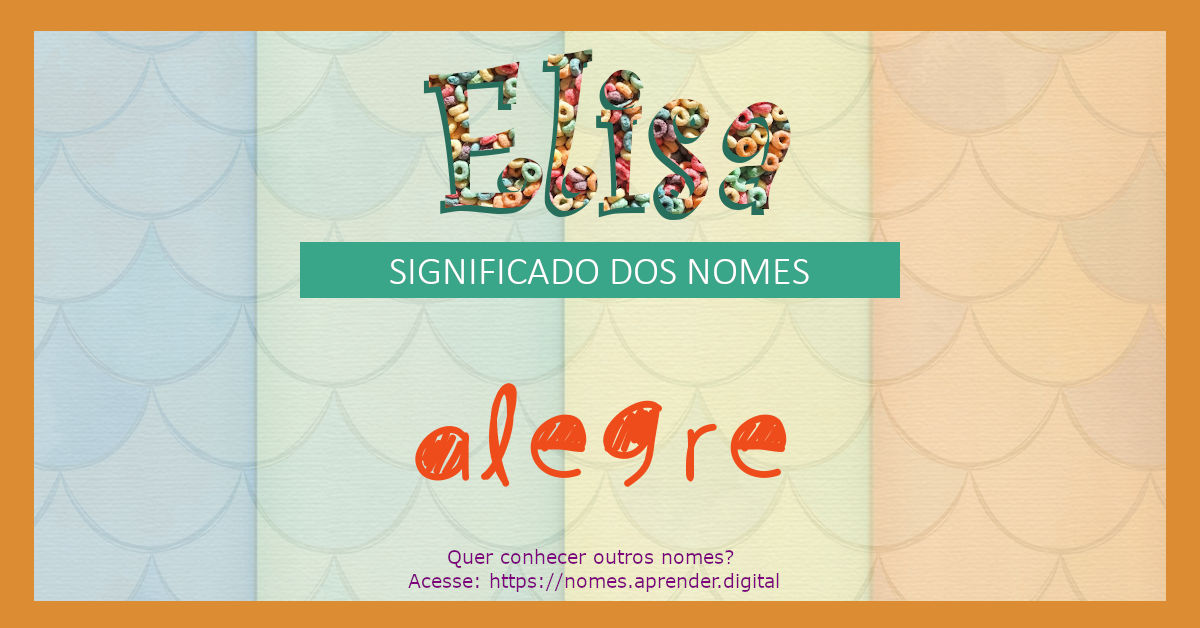 Elisa
SIGNIFICADO DOS NOMES
alegre
Quer conhecer outros nomes?
Acesse: https://nomes.aprender.digital